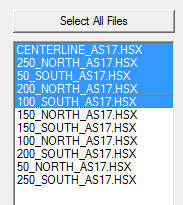 Select All Files
CENTERLINE_AS17.HSX
250_NORTH_AS17.HSX
50_SOUTH_AS17.HSX
200_NORTH_AS17.HSX
100_SOUTH_AS17.HSX
150_NORTH_AS17.HSX
150_SOUTH_AS17.HSX
100_NORTH_AS17.HSX
200_SOUTH_AS17.HSX
50_NORTH_AS17.HSX
250_SOUTH_AS17.HSX